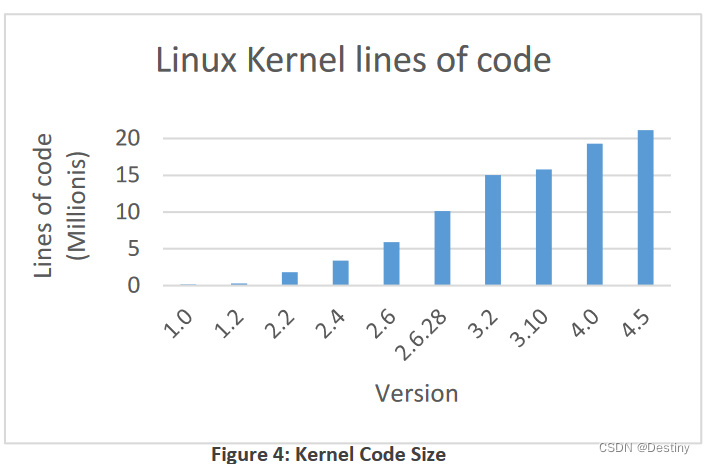 Linux Kernel lines of code
Lines of code
(Millionis)
20
15
10
5
0
1.0
1.2
2.2
2.4
2.6
2.6.28
3.2
3.10
4.0
4.5
Version
CSDN @Destiny
Figure 4: Kernel Code Size